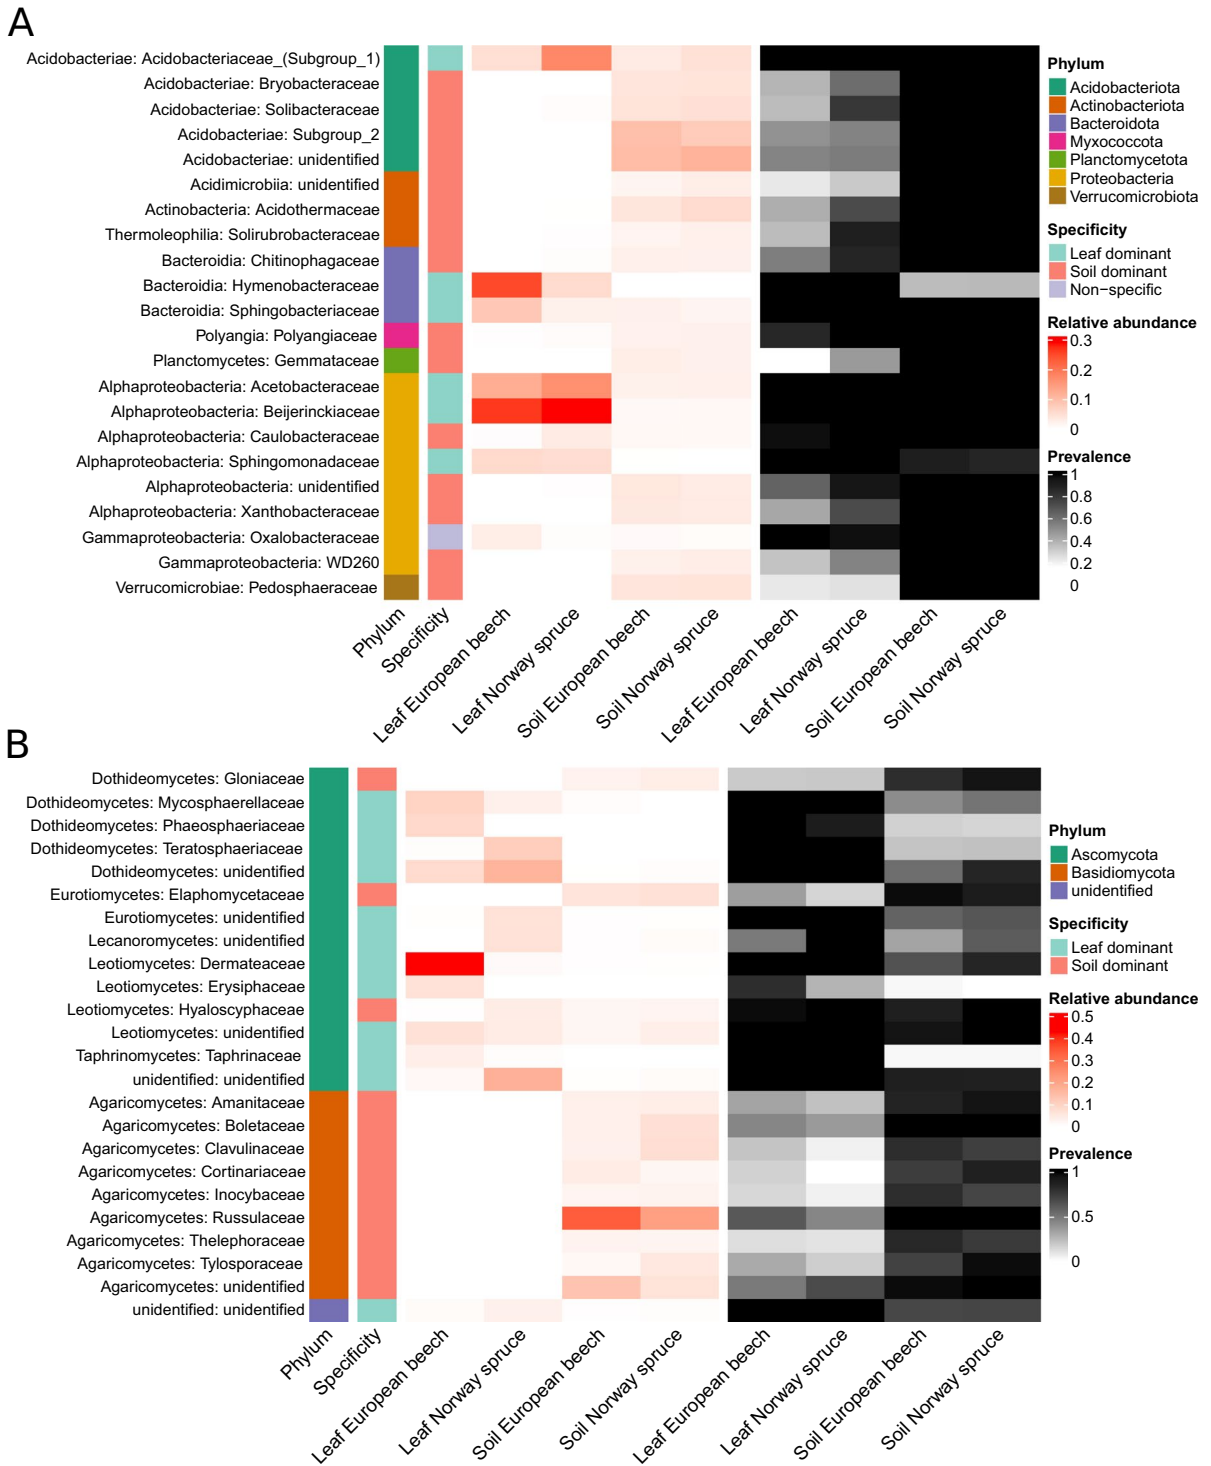 A
Acidobacteriae: Acidobacteriaceae_(Subgroup_1)
Acidobacteriae: Bryobacteraceae
Acidobacteriae: Solibacteraceae
Acidobacteriae: Subgroup_2
Acidobacteriae: unidentified
Acidimicrobiia: unidentified
Actinobacteria: Acidothermaceae
Thermoleophilia: Solirubrobacteraceae
Bacteroidia: Chitinophagaceae
Bacteroidia: Hymenobacteraceae
Bacteroidia: Sphingobacteriaceae
Polyangia: Polyangiaceae
Planctomycetes: Gemmataceae
Alphaproteobacteria: Acetobacteraceae
Alphaproteobacteria: Beijerinckiaceae
Alphaproteobacteria: Caulobacteraceae
Alphaproteobacteria: Sphingomonadaceae
Alphaproteobacteria: unidentified
Alphaproteobacteria: Xanthobacteraceae
Gammaproteobacteria: Oxalobacteraceae
Gammaproteobacteria: WD260
Verrucomicrobiae: Pedosphaeraceae
Phylum
Specificity
Leaf European beech
Leaf Norway spruce
Soil European beech
Soil Norway spruce
Leaf European beech
Leaf Norway spruce
Soil European beech
Soil Norway spruce
Phylum
Acidobacteriota
Actinobacteriota
Bacteroidota
Myxococcota
Planctomycetota
Proteobacteria
Verrucomicrobiota
Specificity
Leaf dominant
Soil dominant
Non−specific
Relative abundance
0.3
0.2
0.1
0
Prevalence
1
0.8
0.6
0.4
0.2
0
B
Dothideomycetes: Gloniaceae
Dothideomycetes: Mycosphaerellaceae
Dothideomycetes: Phaeosphaeriaceae
Dothideomycetes: Teratosphaeriaceae
Dothideomycetes: unidentified
Eurotiomycetes: Elaphomycetaceae
Eurotiomycetes: unidentified
Lecanoromycetes: unidentified
Leotiomycetes: Dermateaceae
Leotiomycetes: Erysiphaceae
Leotiomycetes: Hyaloscyphaceae
Leotiomycetes: unidentified
Taphrinomycetes: Taphrinaceae
unidentified: unidentified
Agaricomycetes: Amanitaceae
Agaricomycetes: Boletaceae
Agaricomycetes: Clavulinaceae
Agaricomycetes: Cortinariaceae
Agaricomycetes: Inocybaceae
Agaricomycetes: Russulaceae
Agaricomycetes: Thelephoraceae
Agaricomycetes: Tylosporaceae
Agaricomycetes: unidentified
unidentified: unidentified
Phylum
Specificity
Leaf European beech
Leaf Norway spruce
Soil European beech
Soil Norway spruce
Leaf European beech
Leaf Norway spruce
Soil European beech
Soil Norway spruce
Phylum
Ascomycota
Basidiomycota
unidentified
Specificity
Leaf dominant
Soil dominant
Relative abundance
0.5
0.4
0.3
0.2
0.1
0
Prevalence
1
0.5
0